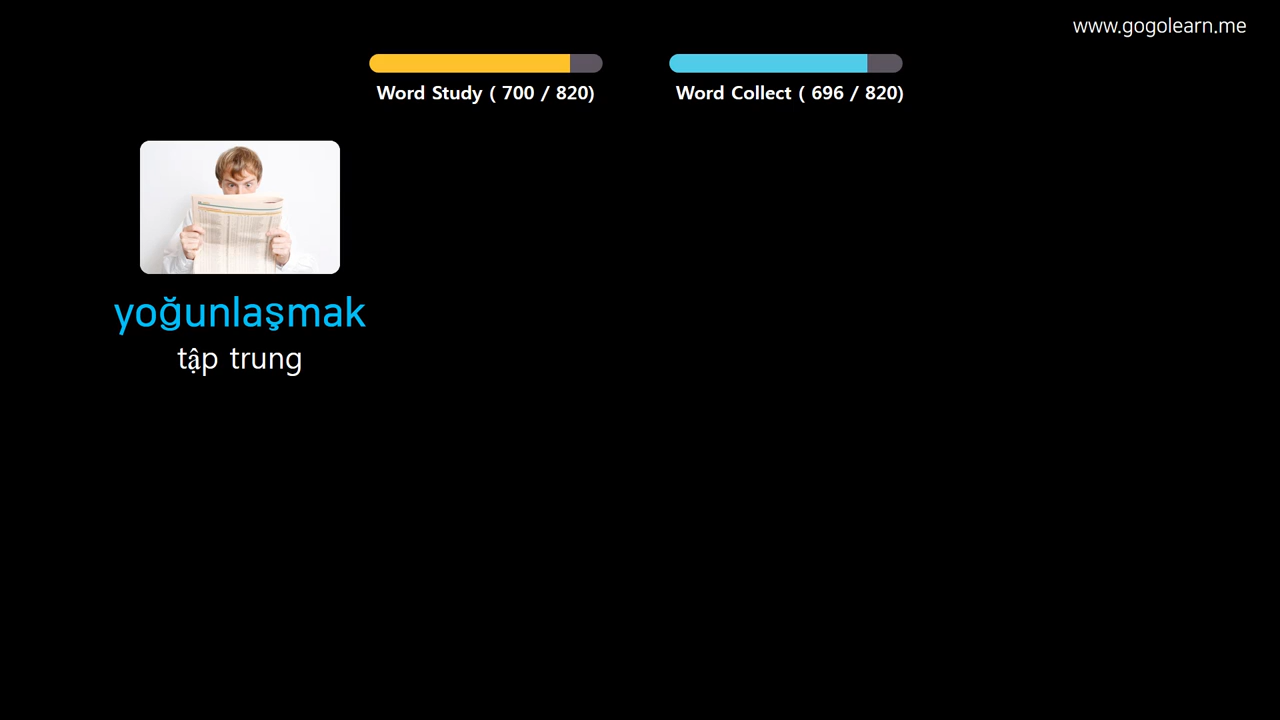 www.gogolearn.me
Word Study ( 700 / 820)
Word Collect ( 696 / 820)
yoğunlaşmak
tập trung